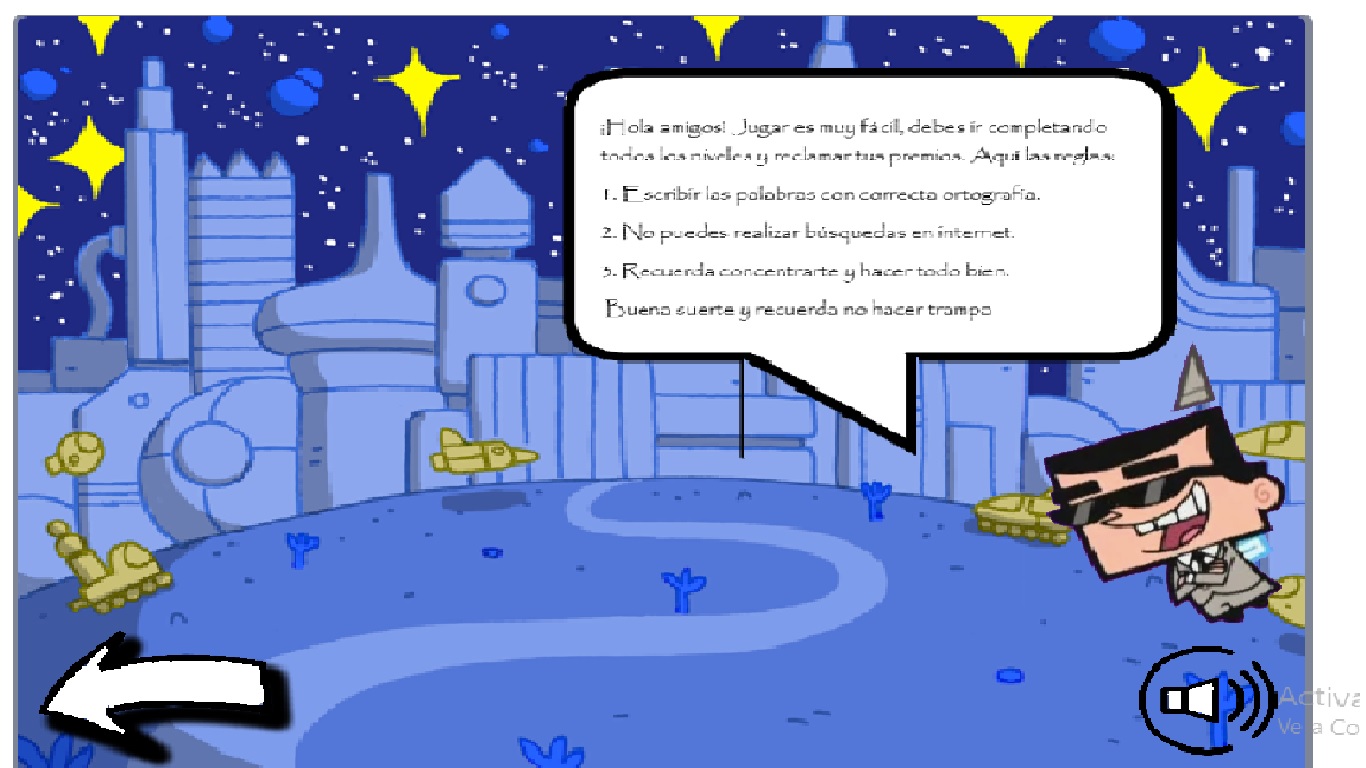 ¡Hola amigos! Jugar es muy fácil, debes ir completando
todos los niveles y reclamar tus premios. Aquí las reglas:
1. Escribir las palabras con correcta ortografía.
2. No puedes realizar búsquedas en internet.
3. Recuerda concentrarte y hacer todo bien.
Buena suerte y recuerda no hacer trampa
Activa
Ve a Co